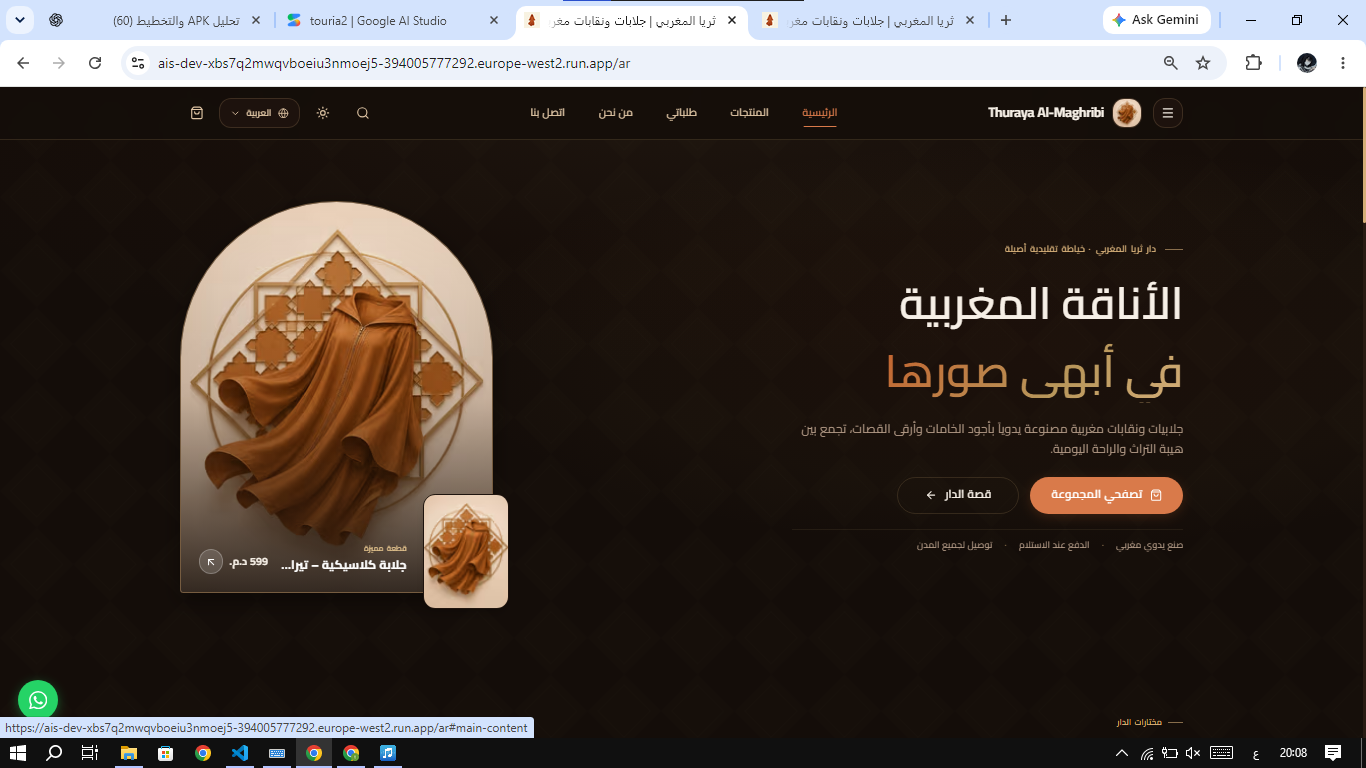 تحليل APK والتخطيط (60)
touria2 | Google AI Studio
ثريا المغربي | جلابات ونقابات مغر
ثريا المغربي | جلابات ونقابات مغر
Ask Gemini
ais-dev-xbs7q2mwqvboeiu3nmoej5-394005777292.europe-west2.run.app/ar
Thuraya Al-Maghribi
الرئيسية
المنتجات
طلباتي
من نحن
اتصل بنا
العربية
دار ثريا المغربي · خياطة تقليدية أصيلة
الأناقة المغربية
في أبهى صورها
جلابيات ونقابات مغربية مصنوعة يدوياً بأجود الخامات وأرقى القصات، تجمع بين
هيبة التراث والراحة اليومية.
تصفحي المجموعة
قصة الدار
صنع يدوي مغربي · الدفع عند الاستلام · توصيل لجميع المدن
قطعة مميزة
جلابة كلاسيكية – تيرا...
599 د.م.
مختارات الدار
https://ais-dev-xbs7q2mwqvboeiu3nmoej5-394005777292.europe-west2.run.app/ar#main-content
ع
20:08